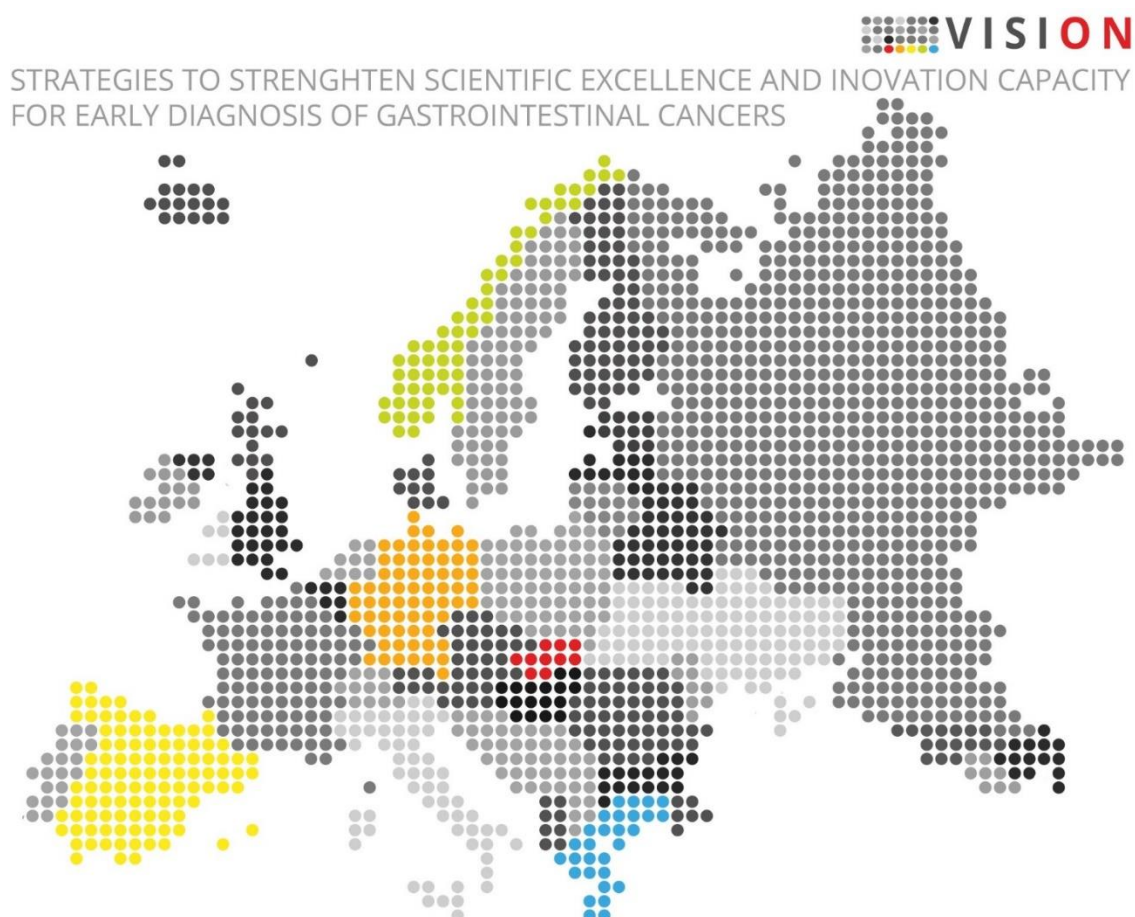 VISION
STRATEGIES TO STRENGHTEN SCIENTIFIC EXCELLENCE AND INOVATION CAPACITY
FOR EARLY DIAGNOSIS OF GASTROINTESTINAL CANCERS